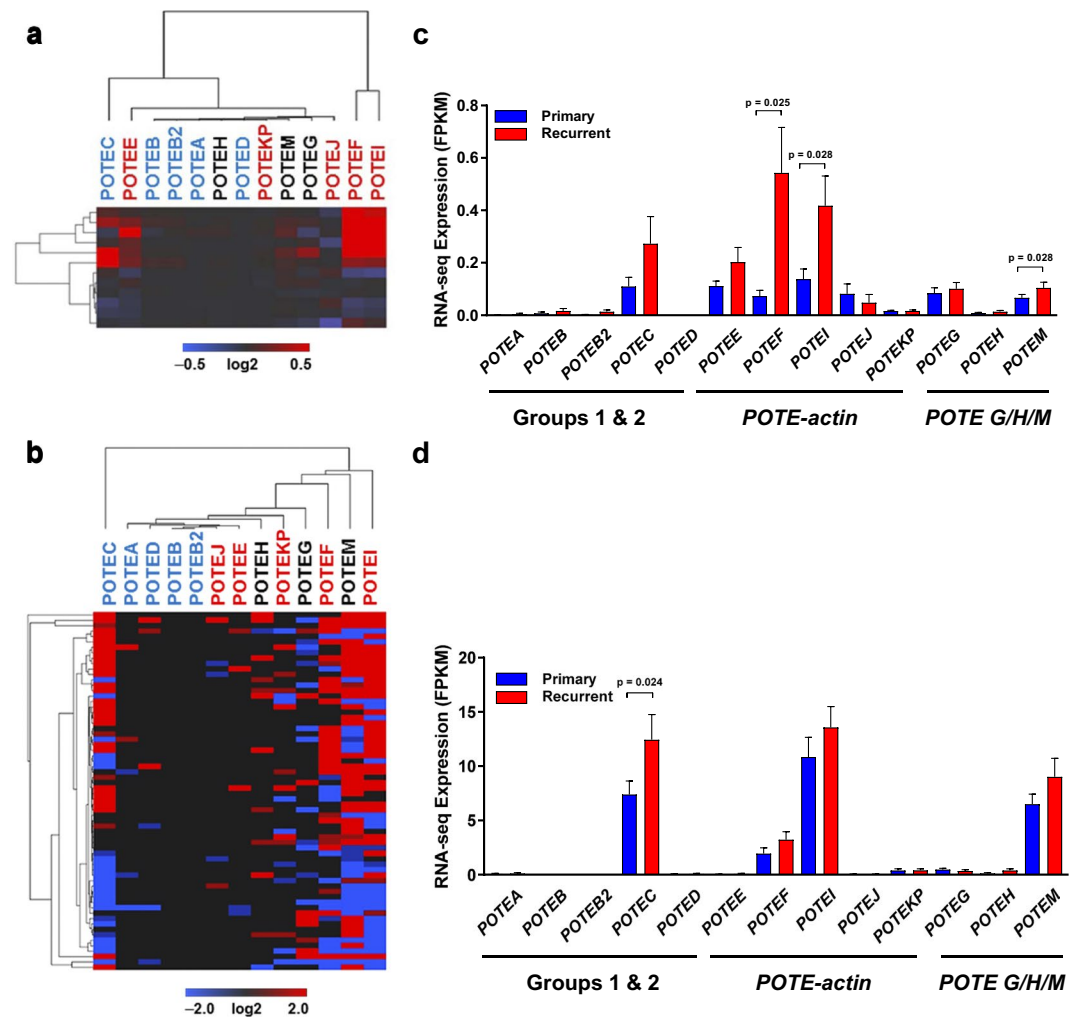 a
POTEC POTEE POTEB POTEB2 POTEA POTEH POTED POTEKP POTEM POTEG POTEJ POTEF POTEI
−0.5 log2 0.5
c
RNA-seq Expression (FPKM)
0.8
0.6
0.4
0.2
0.0
Primary
Recurrent
p = 0.025
p = 0.028
p = 0.028
POTEA POTEB POTEB2 POTEC POTED POTEE POTEF POTEI POTEJ POTEKP POTEG POTEH POTEM
Groups 1 & 2 POTE-actin POTE G/H/M
b
POTEC POTEA POTED POTEB POTEB2 POTEJ POTEE POTEH POTEKP POTEG POTEF POTEM POTEI
−2.0 log2 2.0
d
RNA-seq Expression (FPKM)
20
15
10
5
0
Primary
Recurrent
p = 0.024
POTEA POTEB POTEB2 POTEC POTED POTEE POTEF POTEI POTEJ POTEKP POTEG POTEH POTEM
Groups 1 & 2 POTE-actin POTE G/H/M